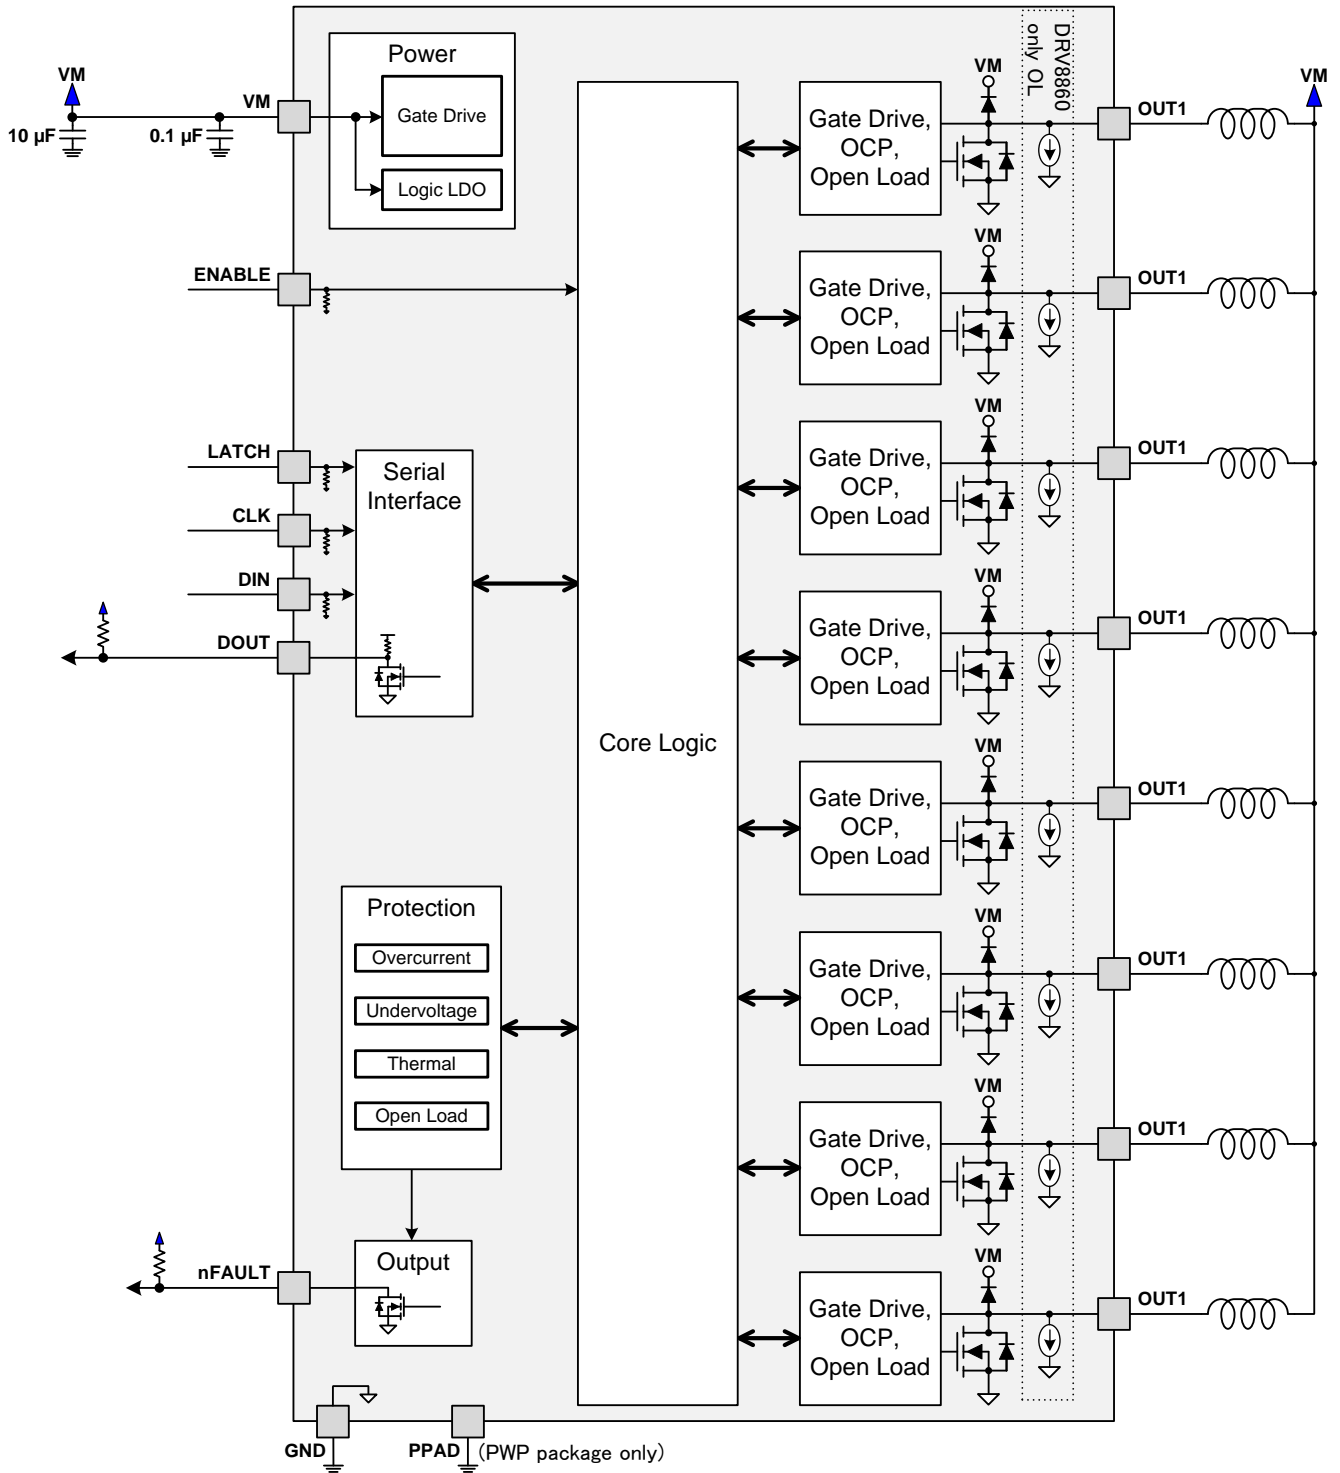 Power
VM
VM
Gate Drive
10 µF
0.1 µF
Logic LDO
ENABLE
LATCH
CLK
DIN
DOUT
Serial
Interface
Core Logic
Protection
Overcurrent
Undervoltage
Thermal
Open Load
nFAULT
Output
GND
PPAD
(PWP package only)
DRV8860
only OL
VM
Gate Drive,
OCP,
Open Load
VM
OUT1
Gate Drive,
OCP,
Open Load
VM
OUT1
Gate Drive,
OCP,
Open Load
VM
OUT1
Gate Drive,
OCP,
Open Load
VM
OUT1
Gate Drive,
OCP,
Open Load
VM
OUT1
Gate Drive,
OCP,
Open Load
VM
OUT1
Gate Drive,
OCP,
Open Load
VM
OUT1
Gate Drive,
OCP,
Open Load
VM
OUT1